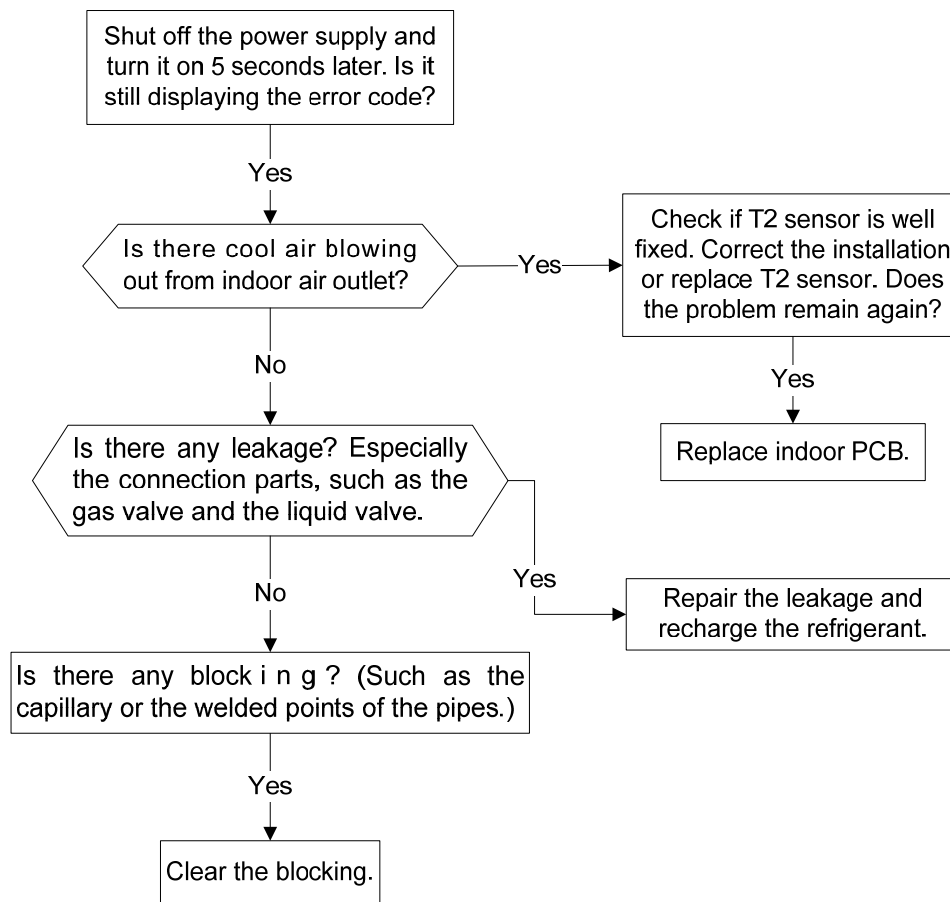 Shut off the power supply and
turn it on 5 seconds later. Is it
still displaying the error code?
Yes
Is there cool air blowing
out from indoor air outlet?
Yes
Check if T2 sensor is well
fixed. Correct the installation
or replace T2 sensor. Does
the problem remain again?
Yes
Replace indoor PCB.
No
Is there any leakage? Especially
the connection parts, such as the
gas valve and the liquid valve.
Yes
Repair the leakage and
recharge the refrigerant.
No
Is there any blocking? (Such as the
capillary or the welded points of the pipes.)
Yes
Clear the blocking.